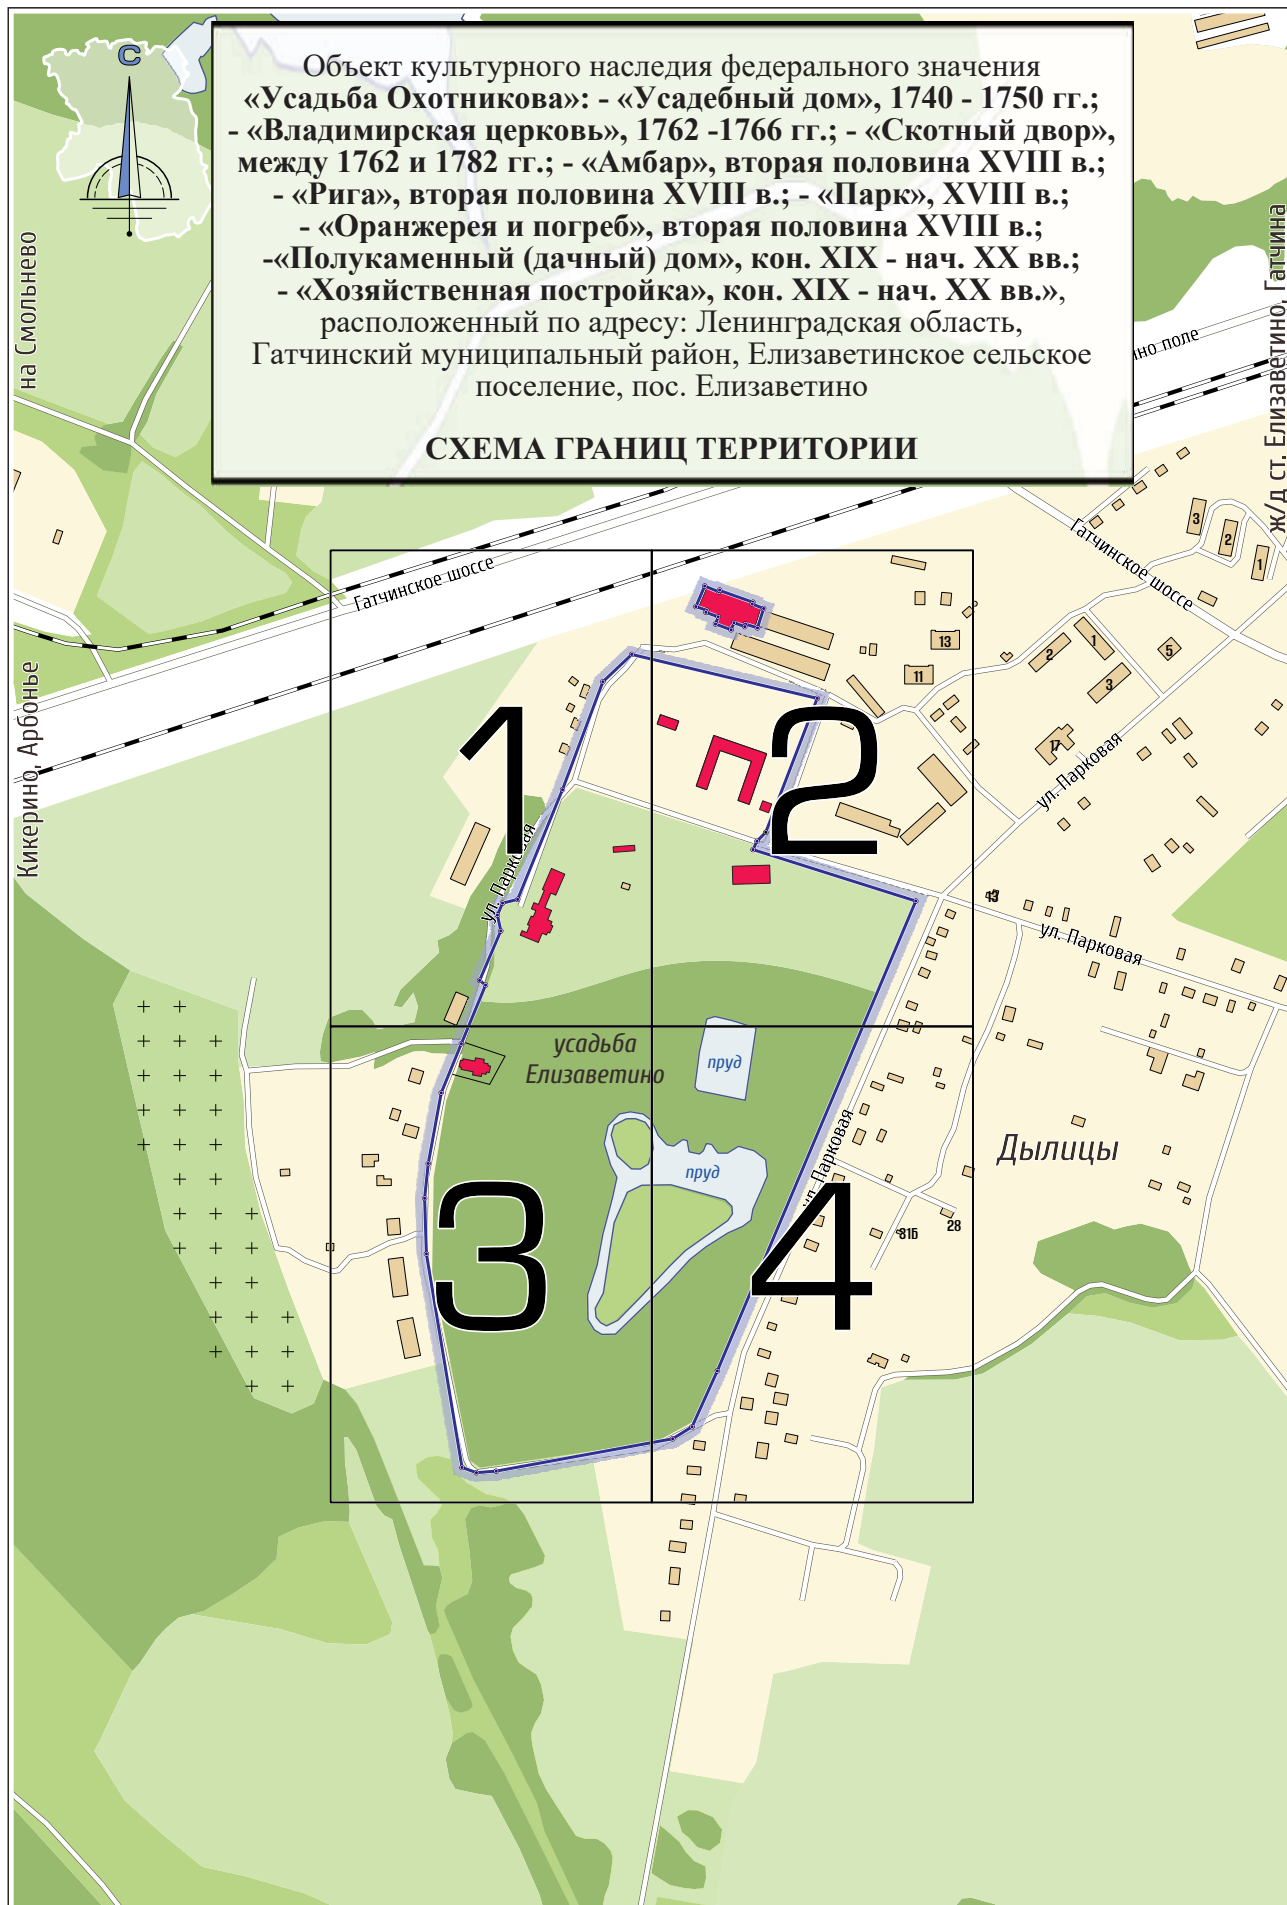 С
Объект культурного наследия федерального значения
«Усадьба Охотникова»: - «Усадебный дом», 1740 - 1750 гг.;
- «Владимирская церковь», 1762 -1766 гг.; - «Скотный двор»,
между 1762 и 1782 гг.; - «Амбар», вторая половина XVIII в.;
- «Рига», вторая половина XVIII в.; - «Парк», XVIII в.;
- «Оранжерея и погреб», вторая половина XVIII в.;
-«Полукаменный (дачный) дом», кон. XIX - нач. XX вв.;
- «Хозяйственная постройка», кон. XIX - нач. XX вв.»,
расположенный по адресу: Ленинградская область,
Гатчинский муниципальный район, Елизаветинское сельское
поселение, пос. Елизаветино
СХЕМА ГРАНИЦ ТЕРРИТОРИИ
на Смольнево
ж/д ст. Елизаветино, Гатчина
но поле
Гатчинское шоссе
Гатчинское шоссе
3
2
1
Кикерино, Арбонье
13
11
2
1
3
5
17
ул. Парковая
1
2
ул. Парковая
13
ул. Парковая
усадьба
Елизаветино
пруд
пруд
ул. Парковая
Дылицы
31Б
28
3
4